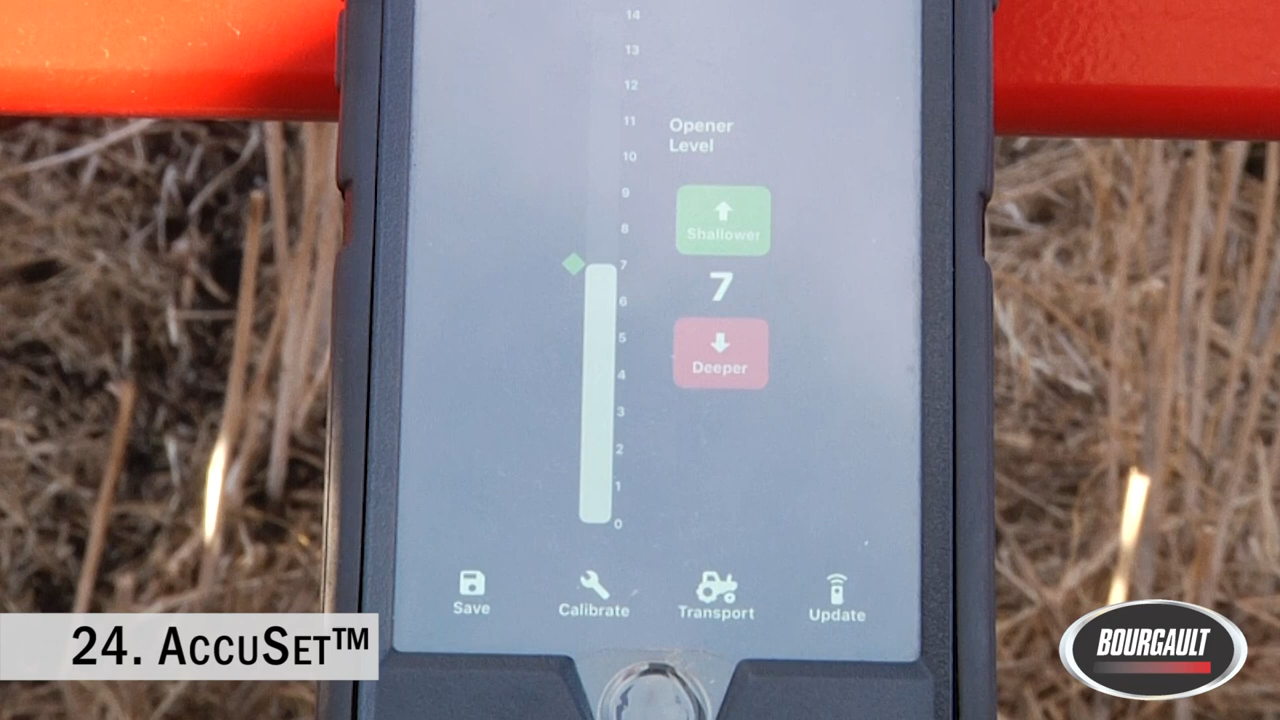 14
13
12
11
10
9
8
7
6
5
4
3
2
1
0
Opener
Level
Shallower
7
Deeper
Save
Calibrate
Transport
Update
24. ACCUSET™
BOURGAULT